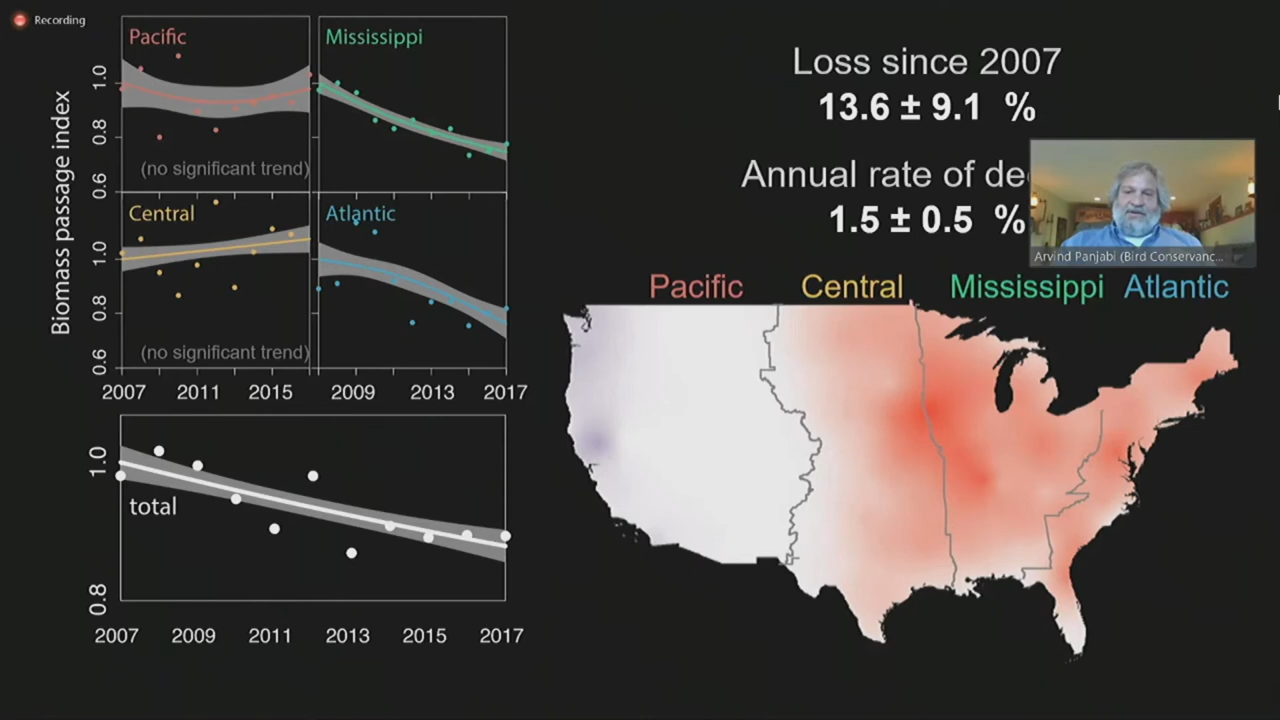 Recording
Pacific
Mississippi
Loss since 2007
13.6 ± 9.1 %
Annual rate of de
1.5 ± 0.5 %
Arvind Panjabi (Bird Conservanc...
Biomass passage index
1.0
0.8
0.6
(no significant trend)
Central
Atlantic
1.0
0.8
0.6
(no significant trend)
2007 2011 2015 2009 2013 2017
Pacific Central Mississippi Atlantic
1.0
0.8
total
2007 2009 2011 2013 2015 2017